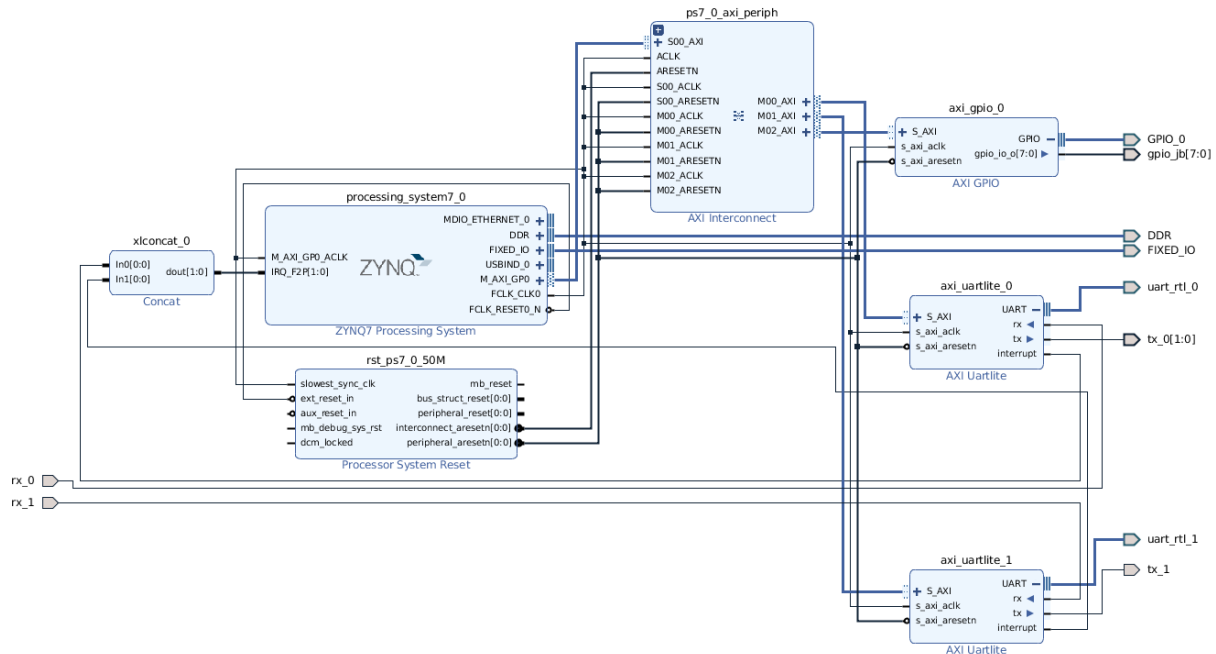 ps7_0_axi_periph
S00_AXI
ACLK
ARESETN
S00_ACLK
S00_ARESETN
M00_ACLK
M00_ARESETN
M01_ACLK
M01_ARESETN
M02_ACLK
M02_ARESETN
M00_AXI
M01_AXI
M02_AXI
AXI Interconnect
axi_gpio_0
S_AXI
s_axi_aclk
s_axi_aresetn
GPIO
gpio_io_o[7:0]
AXI GPIO
GPIO_0
gpio_jb[7:0]
processing_system7_0
M_AXI_GP0_ACLK
IRQ_F2P[1:0]
ZYNQ
MDIO_ETHERNET_0
DDR
FIXED_IO
USBIND_0
M_AXI_GP0
FCLK_CLK0
FCLK_RESET0_N
ZYNQ7 Processing System
DDR
FIXED_IO
xlconcat_0
In0[0:0]
In1[0:0]
dout[1:0]
Concat
axi_uartlite_0
S_AXI
s_axi_aclk
s_axi_aresetn
UART
rx
tx
interrupt
AXI Uartlite
uart_rtl_0
tx_0[1:0]
rst_ps7_0_50M
slowest_sync_clk
ext_reset_in
aux_reset_in
mb_debug_sys_rst
dcm_locked
mb_reset
bus_struct_reset[0:0]
peripheral_reset[0:0]
interconnect_aresetn[0:0]
peripheral_aresetn[0:0]
Processor System Reset
rx_0
rx_1
axi_uartlite_1
S_AXI
s_axi_aclk
s_axi_aresetn
UART
rx
tx
interrupt
AXI Uartlite
uart_rtl_1
tx_1